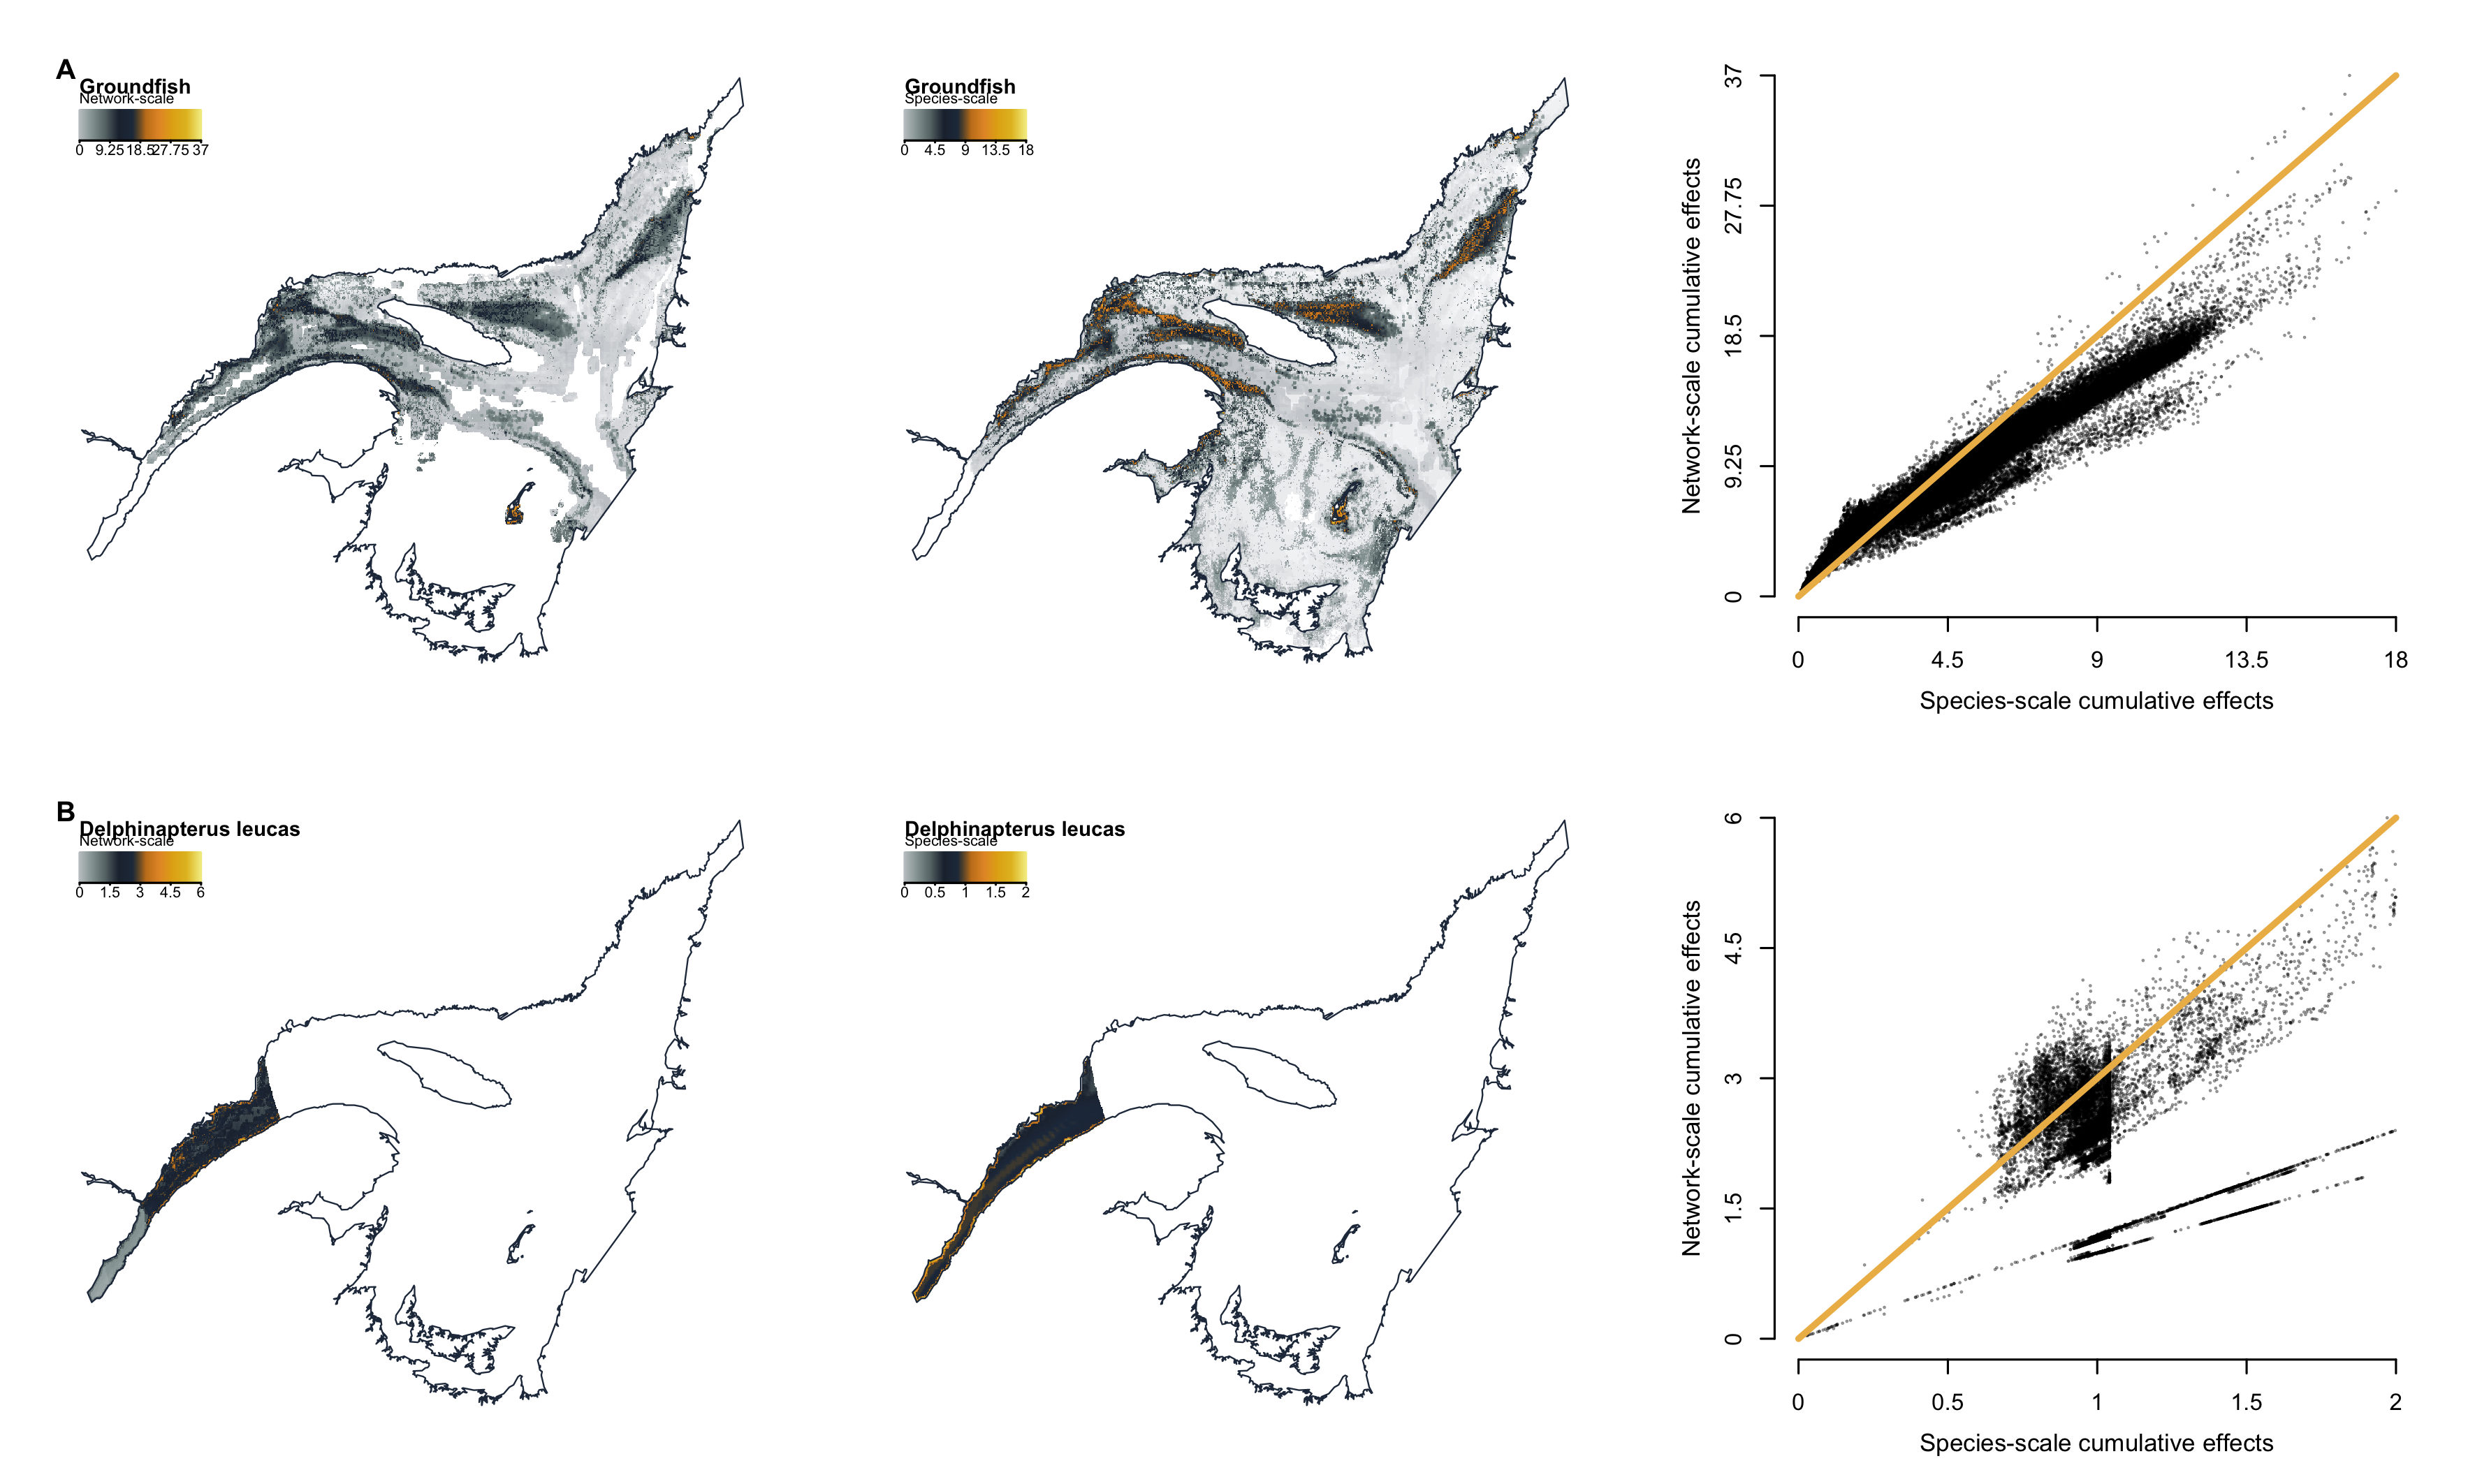 A
Groundfish
Network-scale
0 9.25 18.5 27.75 37
Groundfish
Species-scale
0 4.5 9 13.5 18
Network-scale cumulative effects
0 9.25 18.5 27.75 37
0 4.5 9 13.5 18
Species-scale cumulative effects
B
Delphinapterus leucas
Network-scale
0 1.5 3 4.5 6
Delphinapterus leucas
Species-scale
0 0.5 1 1.5 2
Network-scale cumulative effects
0 1.5 3 4.5 6
0 0.5 1 1.5 2
Species-scale cumulative effects